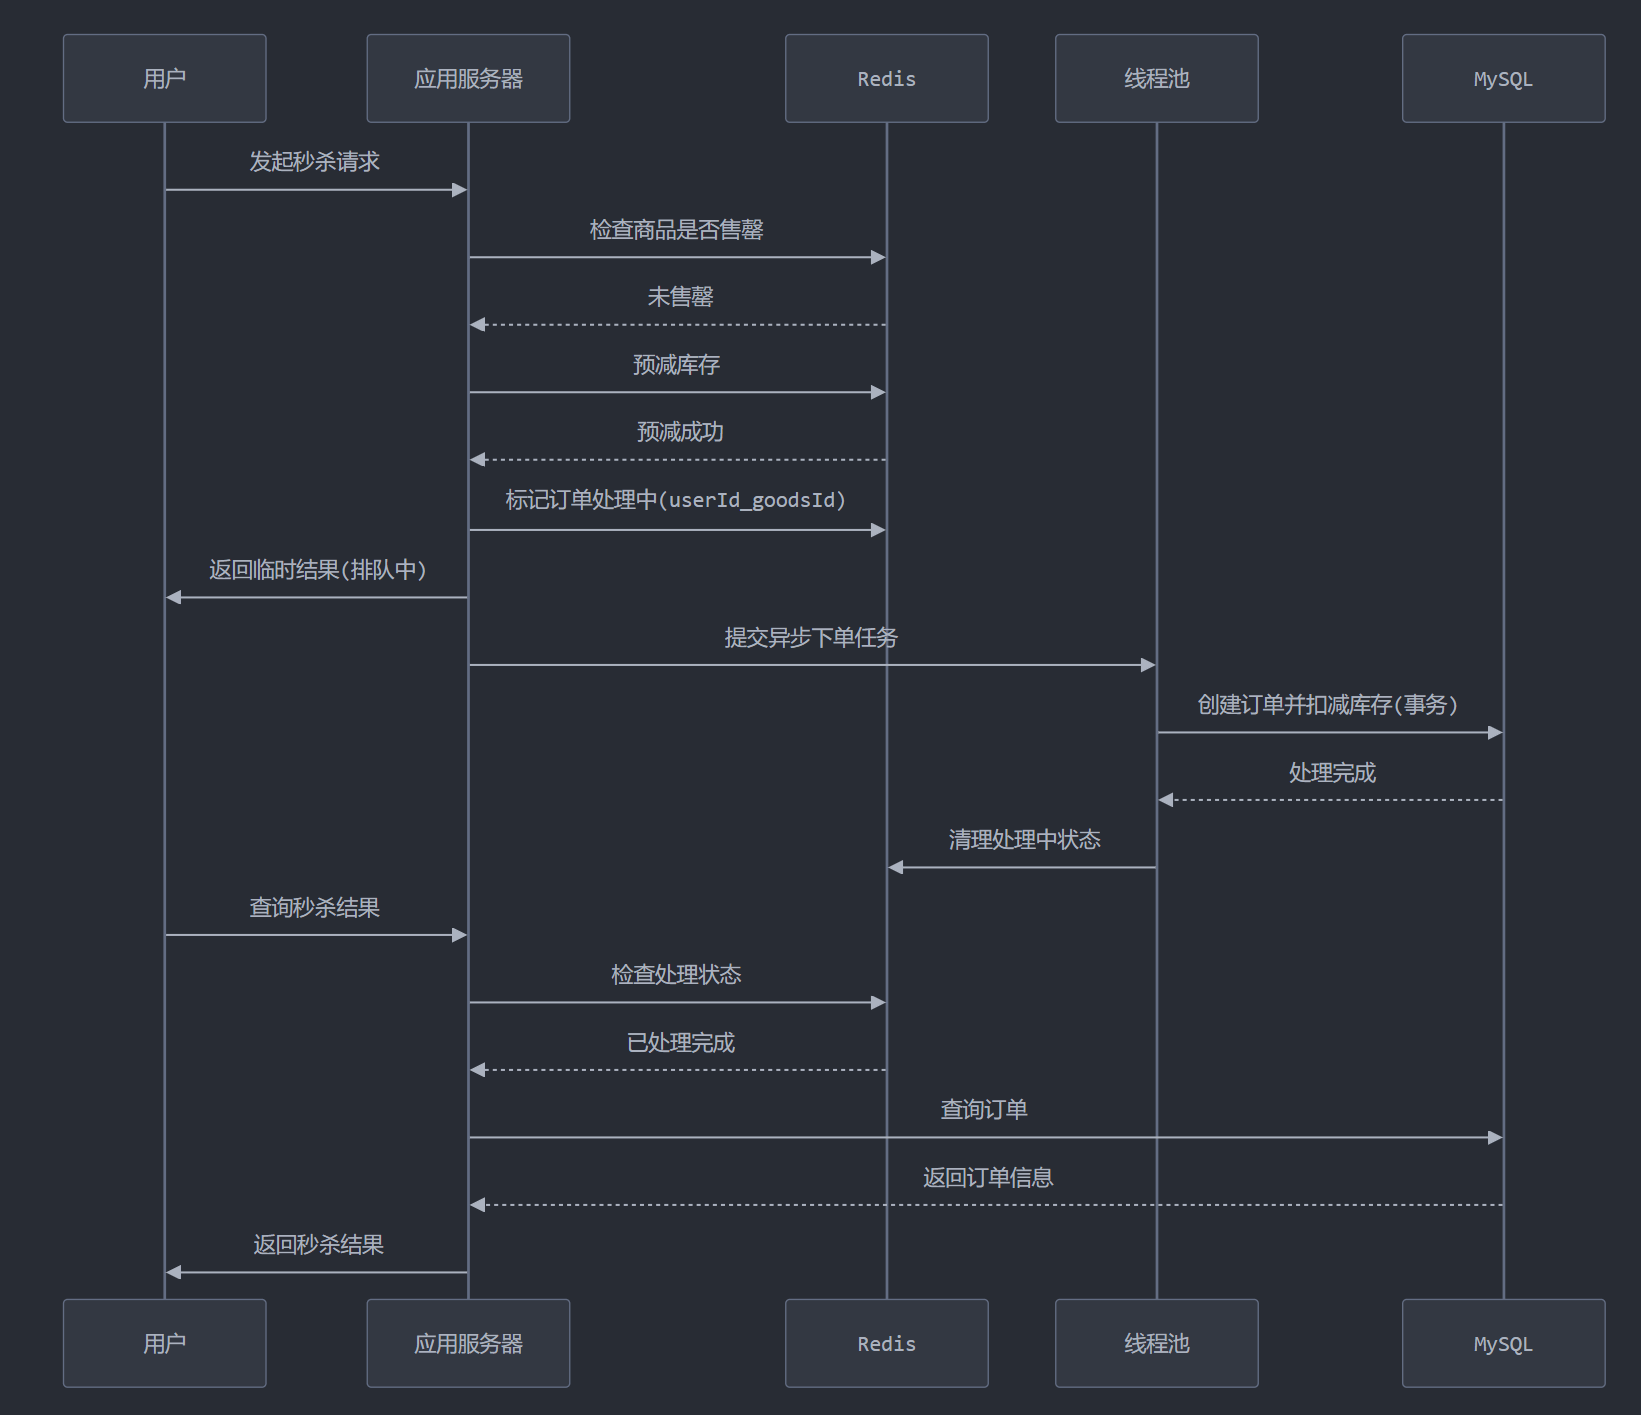 用户
应用服务器
Redis
线程池
MySQL
发起秒杀请求
检查商品是否售罄
未售罄
预减库存
预减成功
标记订单处理中(userId_goodsId)
返回临时结果(排队中)
提交异步下单任务
创建订单并扣减库存(事务)
处理完成
清理处理中状态
查询秒杀结果
检查处理状态
已处理完成
查询订单
返回订单信息
返回秒杀结果
用户
应用服务器
Redis
线程池
MySQL